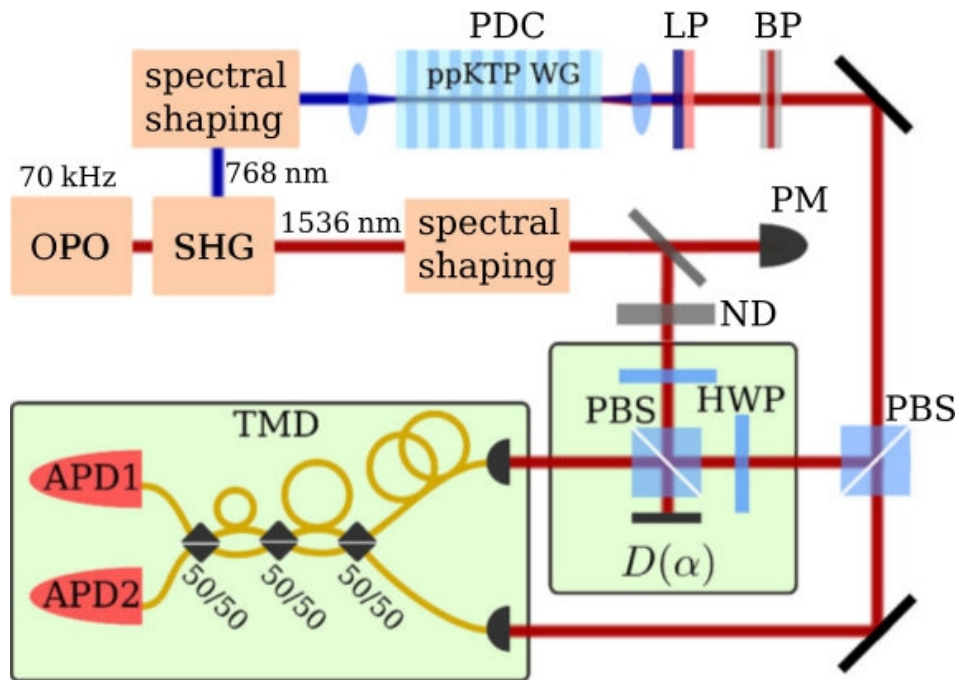 PDC
LP
BP
spectral
shaping
ppKTP WG
70 kHz
768 nm
OPO
SHG
1536 nm
spectral
shaping
PM
ND
TMD
PBS
HWP
PBS
APD1
APD2
50/50
50/50
50/50
D(α)